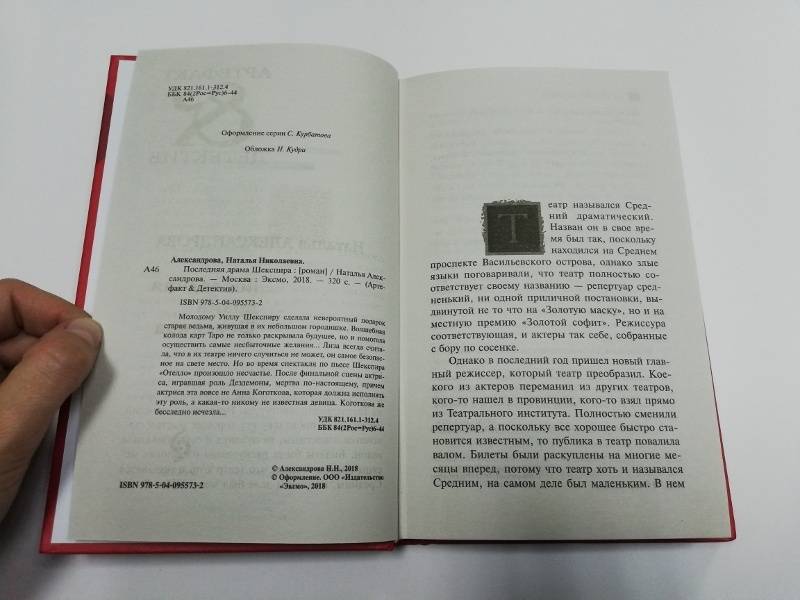 УДК 821.161.1-312.4
ББК 84(2Рос=Рус)6-44
А46
Оформление серии С. Курбатова
Обложка Н. Кудри
Александрова, Наталья Николаевна.
А46 Последняя драма Шекспира : [роман] / Наталья Алек-
сандрова. — Москва : Эксмо, 2018. — 320 с. — (Арте-
факт & Детектив).
ISBN 978-5-04-095573-2
Молодому Уиллу Шекспиру сделала невероятный подарок
старая ведьма, живущая в их небольшом городишке. Волшебная
колода карт Таро не только раскрывала будущее, но и помогла
осуществить самые несбыточные желания... Лиза всегда счита-
ла, что в их театре ничего случиться не может, он самое безопас-
ное на свете место. Но во время спектакля по пьесе Шекспира
«Отелло» произошло несчастье. После финальной сцены актри-
са, игравшая роль Дездемоны, мертва по-настоящему, причем
актриса эта вовсе не Анна Коготкова, которая должна исполнять
эту роль, а какая-то никому не известная девица. Коготкова же
бесследно исчезла...
УДК 821.161.1-312.4
ББК 84(2Рос=Рус)6-44
© Александрова Н.Н., 2018
© Оформление. ООО «Издательство
«Эксмо», 2018
ISBN 978-5-04-095573-2
Театр назывался Сред-
ний драматический.
Назван он в свое вре-
мя был так, поскольку
находился на Среднем
проспекте Васильевского острова, однако злые
языки поговаривали, что театр полностью со-
ответствует своему названию — репертуар сред-
ненький, ни одной приличной постановки, вы-
двинутой не то что на «Золотую маску», но и на
местную премию «Золотой софит». Режиссура
соответствующая, и актеры так себе, собранные
с бору по сосенке.
Однако в последний год пришел новый глав-
ный режиссер, который театр преобразил. Кое-
кого из актеров переманил из других театров,
кого-то нашел в провинции, кого-то взял прямо
из Театрального института. Полностью сменили
репертуар, а поскольку все хорошее быстро ста-
новится известным, то публика в театр повалила
валом. Билеты были раскуплены на многие ме-
сяцы вперед, потому что театр хоть и назывался
Средним, на самом деле был маленьким. В нем